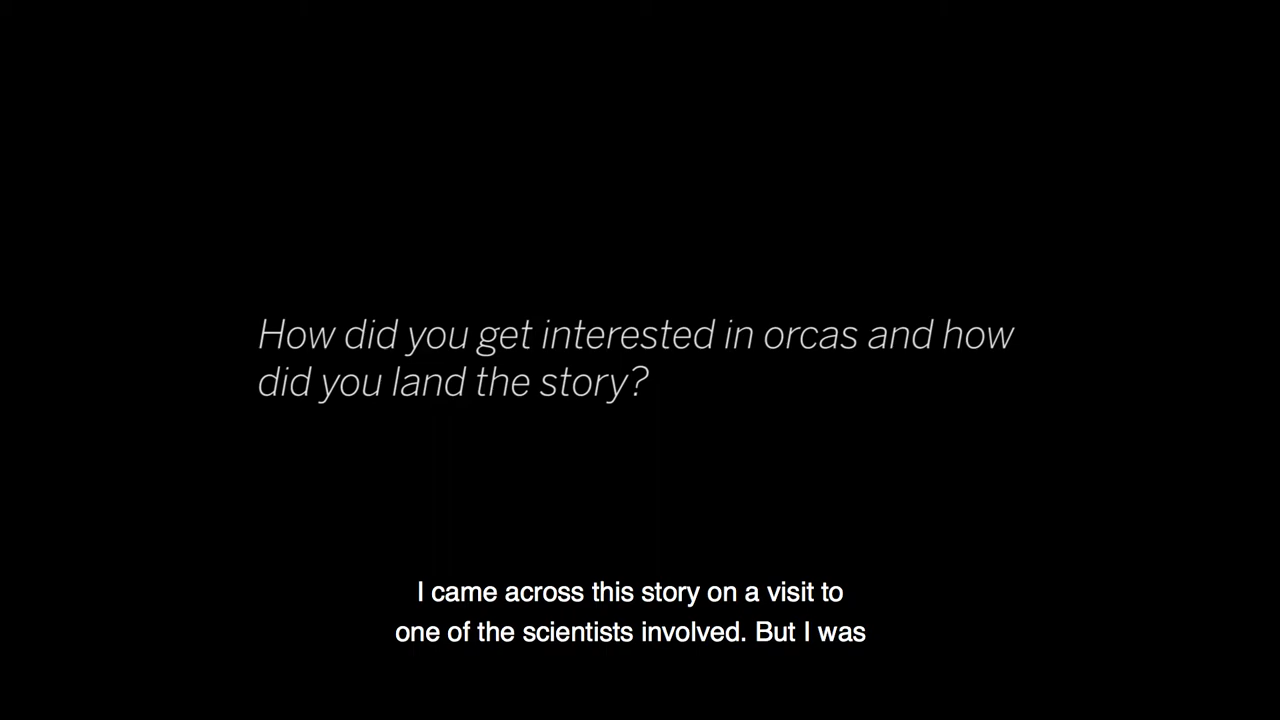 How did you get interested in orcas and how
did you land the story?
I came across this story on a visit to
one of the scientists involved. But I was